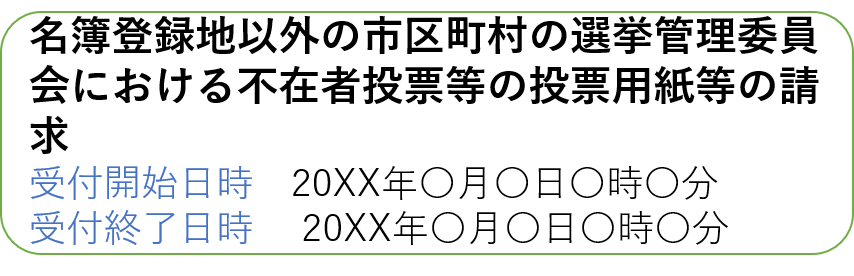 名簿登録地以外の市区町村の選挙管理委員
会における不在者投票等の投票用紙等の請
求
受付開始日時　20XX年〇月〇日〇時〇分
受付終了日時　20XX年〇月〇日〇時〇分